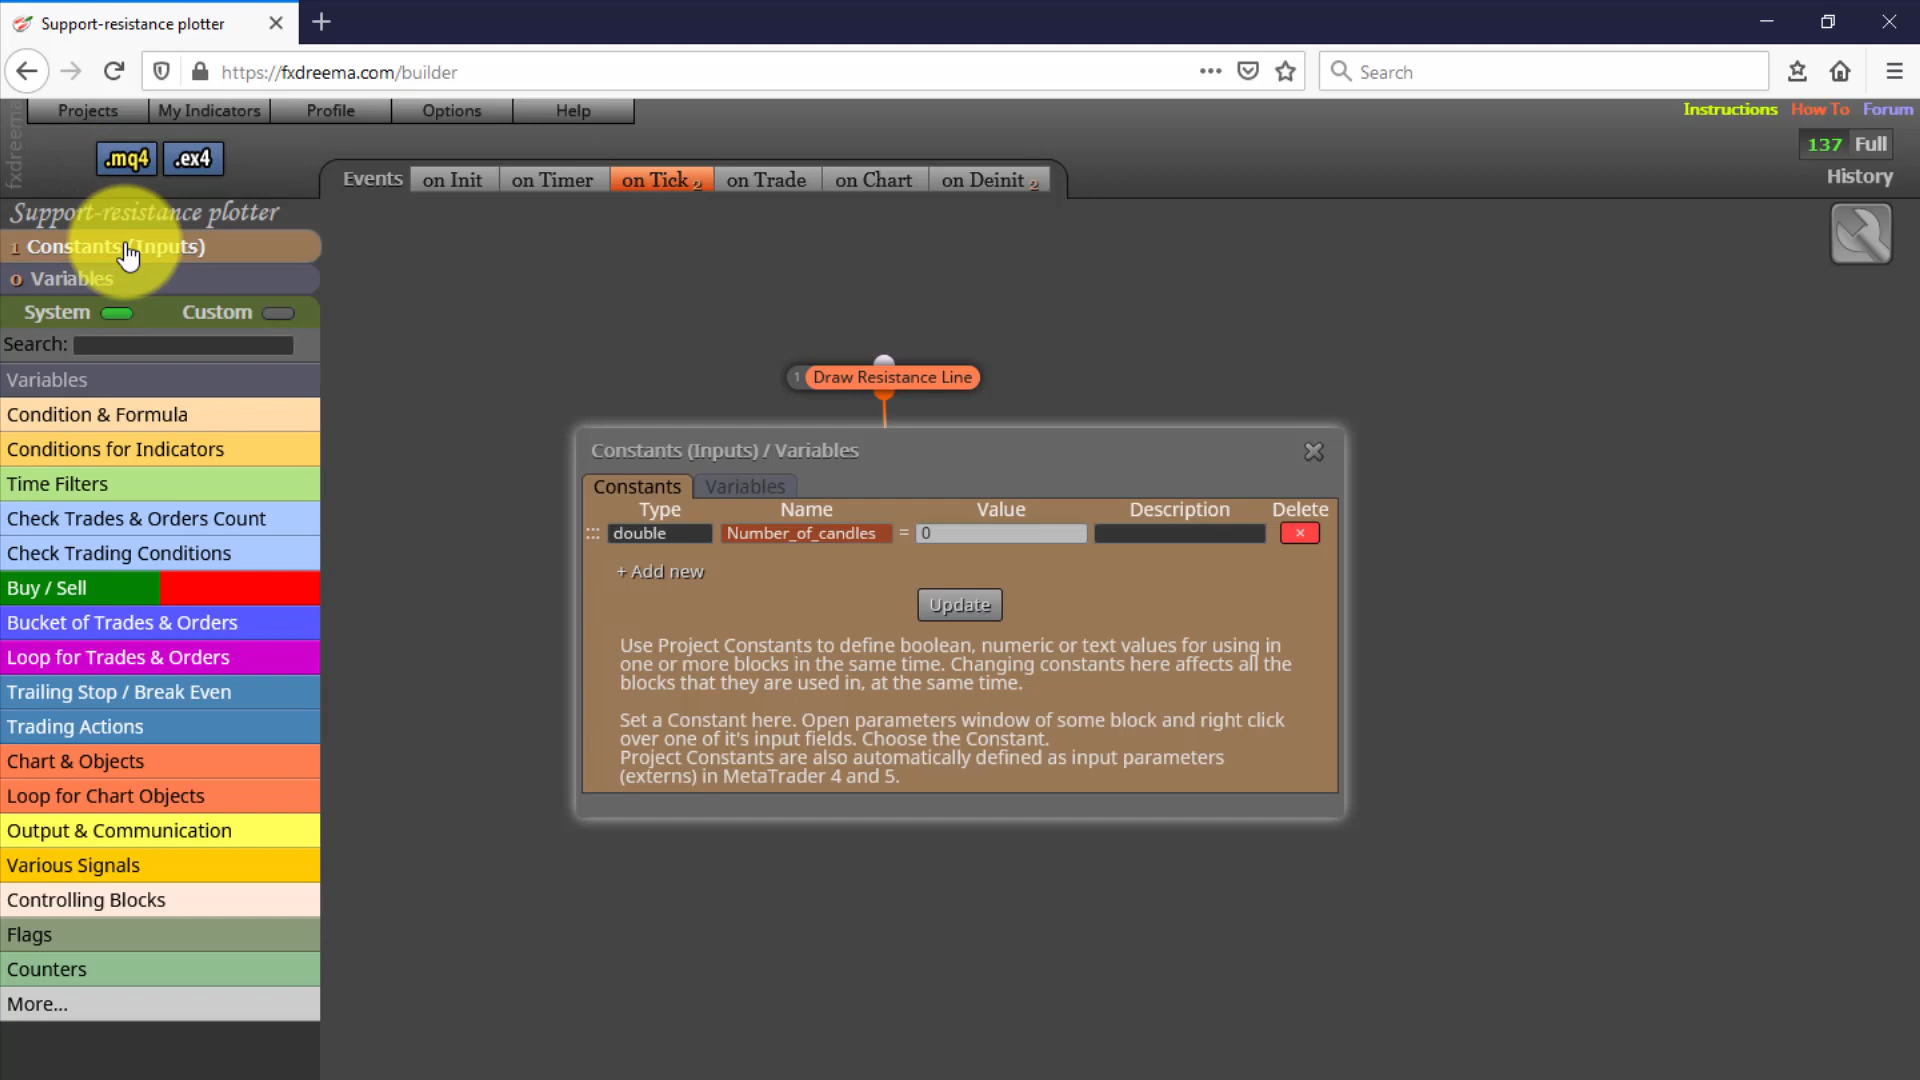 Support-resistance plotter
https://fxdreema.com/builder
Search
Projects
My Indicators
Profile
Options
Help
Instructions
How To
Forum
fxdreema
.mq4
.ex4
137 Full
History
Events
on Init
on Timer
on Tick 2
on Trade
on Chart
on Deinit 2
Support-resistance plotter
1 Constants (Inputs)
0 Variables
System
Custom
Search:
Variables
Condition & Formula
Conditions for Indicators
Time Filters
Check Trades & Orders Count
Check Trading Conditions
Buy / Sell
Bucket of Trades & Orders
Loop for Trades & Orders
Trailing Stop / Break Even
Trading Actions
Chart & Objects
Loop for Chart Objects
Output & Communication
Various Signals
Controlling Blocks
Flags
Counters
More...
1 Draw Resistance Line
Constants (Inputs) / Variables
Constants
Variables
Type Name Value Description Delete
double Number_of_candles = 0
+ Add new
Update
Use Project Constants to define boolean, numeric or text values for using in
one or more blocks in the same time. Changing constants here affects all the
blocks that they are used in, at the same time.
Set a Constant here. Open parameters window of some block and right click
over one of it's input fields. Choose the Constant.
Project Constants are also automatically defined as input parameters
(externs) in MetaTrader 4 and 5.